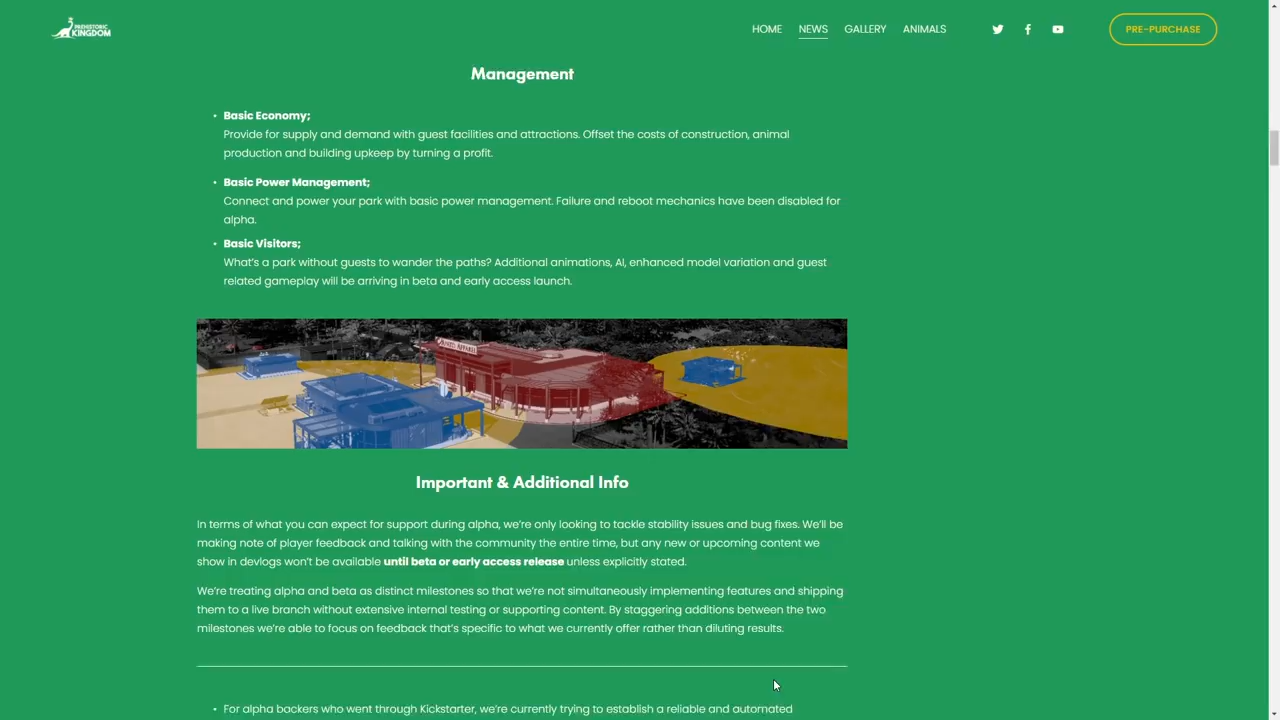 PREHISTORIC
KINGDOM
HOME NEWS GALLERY ANIMALS
PRE-PURCHASE
Management
• Basic Economy;
Provide for supply and demand with guest facilities and attractions. Offset the costs of construction, animal
production and building upkeep by turning a profit.
• Basic Power Management;
Connect and power your park with basic power management. Failure and reboot mechanics have been disabled for
alpha.
• Basic Visitors;
What's a park without guests to wander the paths? Additional animations, AI, enhanced model variation and guest
related gameplay will be arriving in beta and early access launch.
Important & Additional Info
In terms of what you can expect for support during alpha, we're only looking to tackle stability issues and bug fixes. We'll be
making note of player feedback and talking with the community the entire time, but any new or upcoming content we
show in devlogs won't be available until beta or early access release unless explicitly stated.
We're treating alpha and beta as distinct milestones so that we're not simultaneously implementing features and shipping
them to a live branch without extensive internal testing or supporting content. By staggering additions between the two
milestones we're able to focus on feedback that's specific to what we currently offer rather than diluting results.
• For alpha backers who went through Kickstarter, we're currently trying to establish a reliable and automated